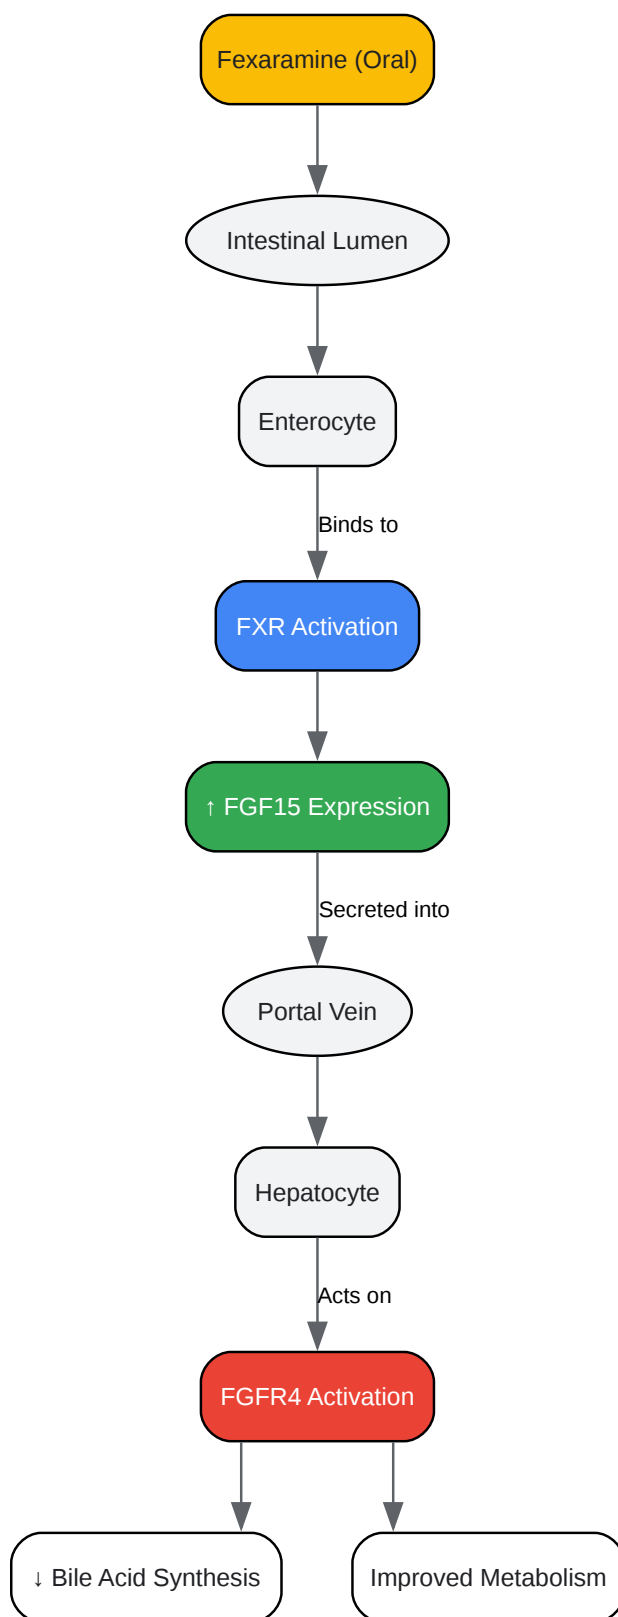 Fexaramine (Oral)
Intestinal Lumen
Enterocyte
Binds to
FXR Activation
↑ FGF15 Expression
Secreted into
Portal Vein
Hepatocyte
Acts on
FGFR4 Activation
↓ Bile Acid Synthesis
Improved Metabolism